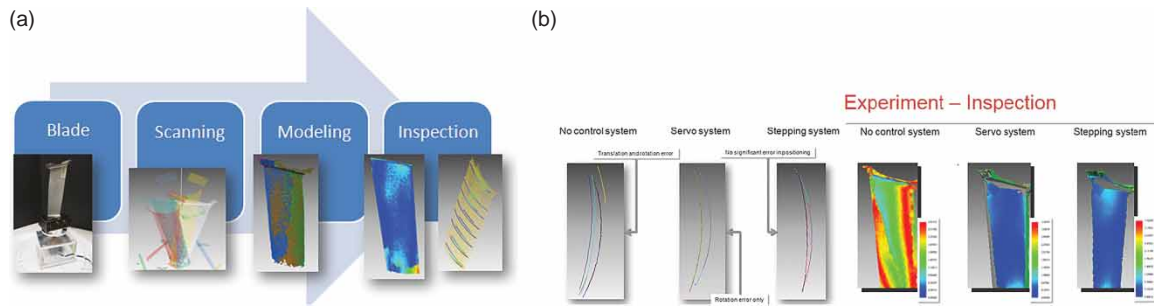 (a)
Blade
Scanning
Modeling
Inspection
(b)
Experiment – Inspection
No control system
Servo system
Stepping system
No control system
Servo system
Stepping system
Translation and rotation error
No significant error in positioning
Rotation error only